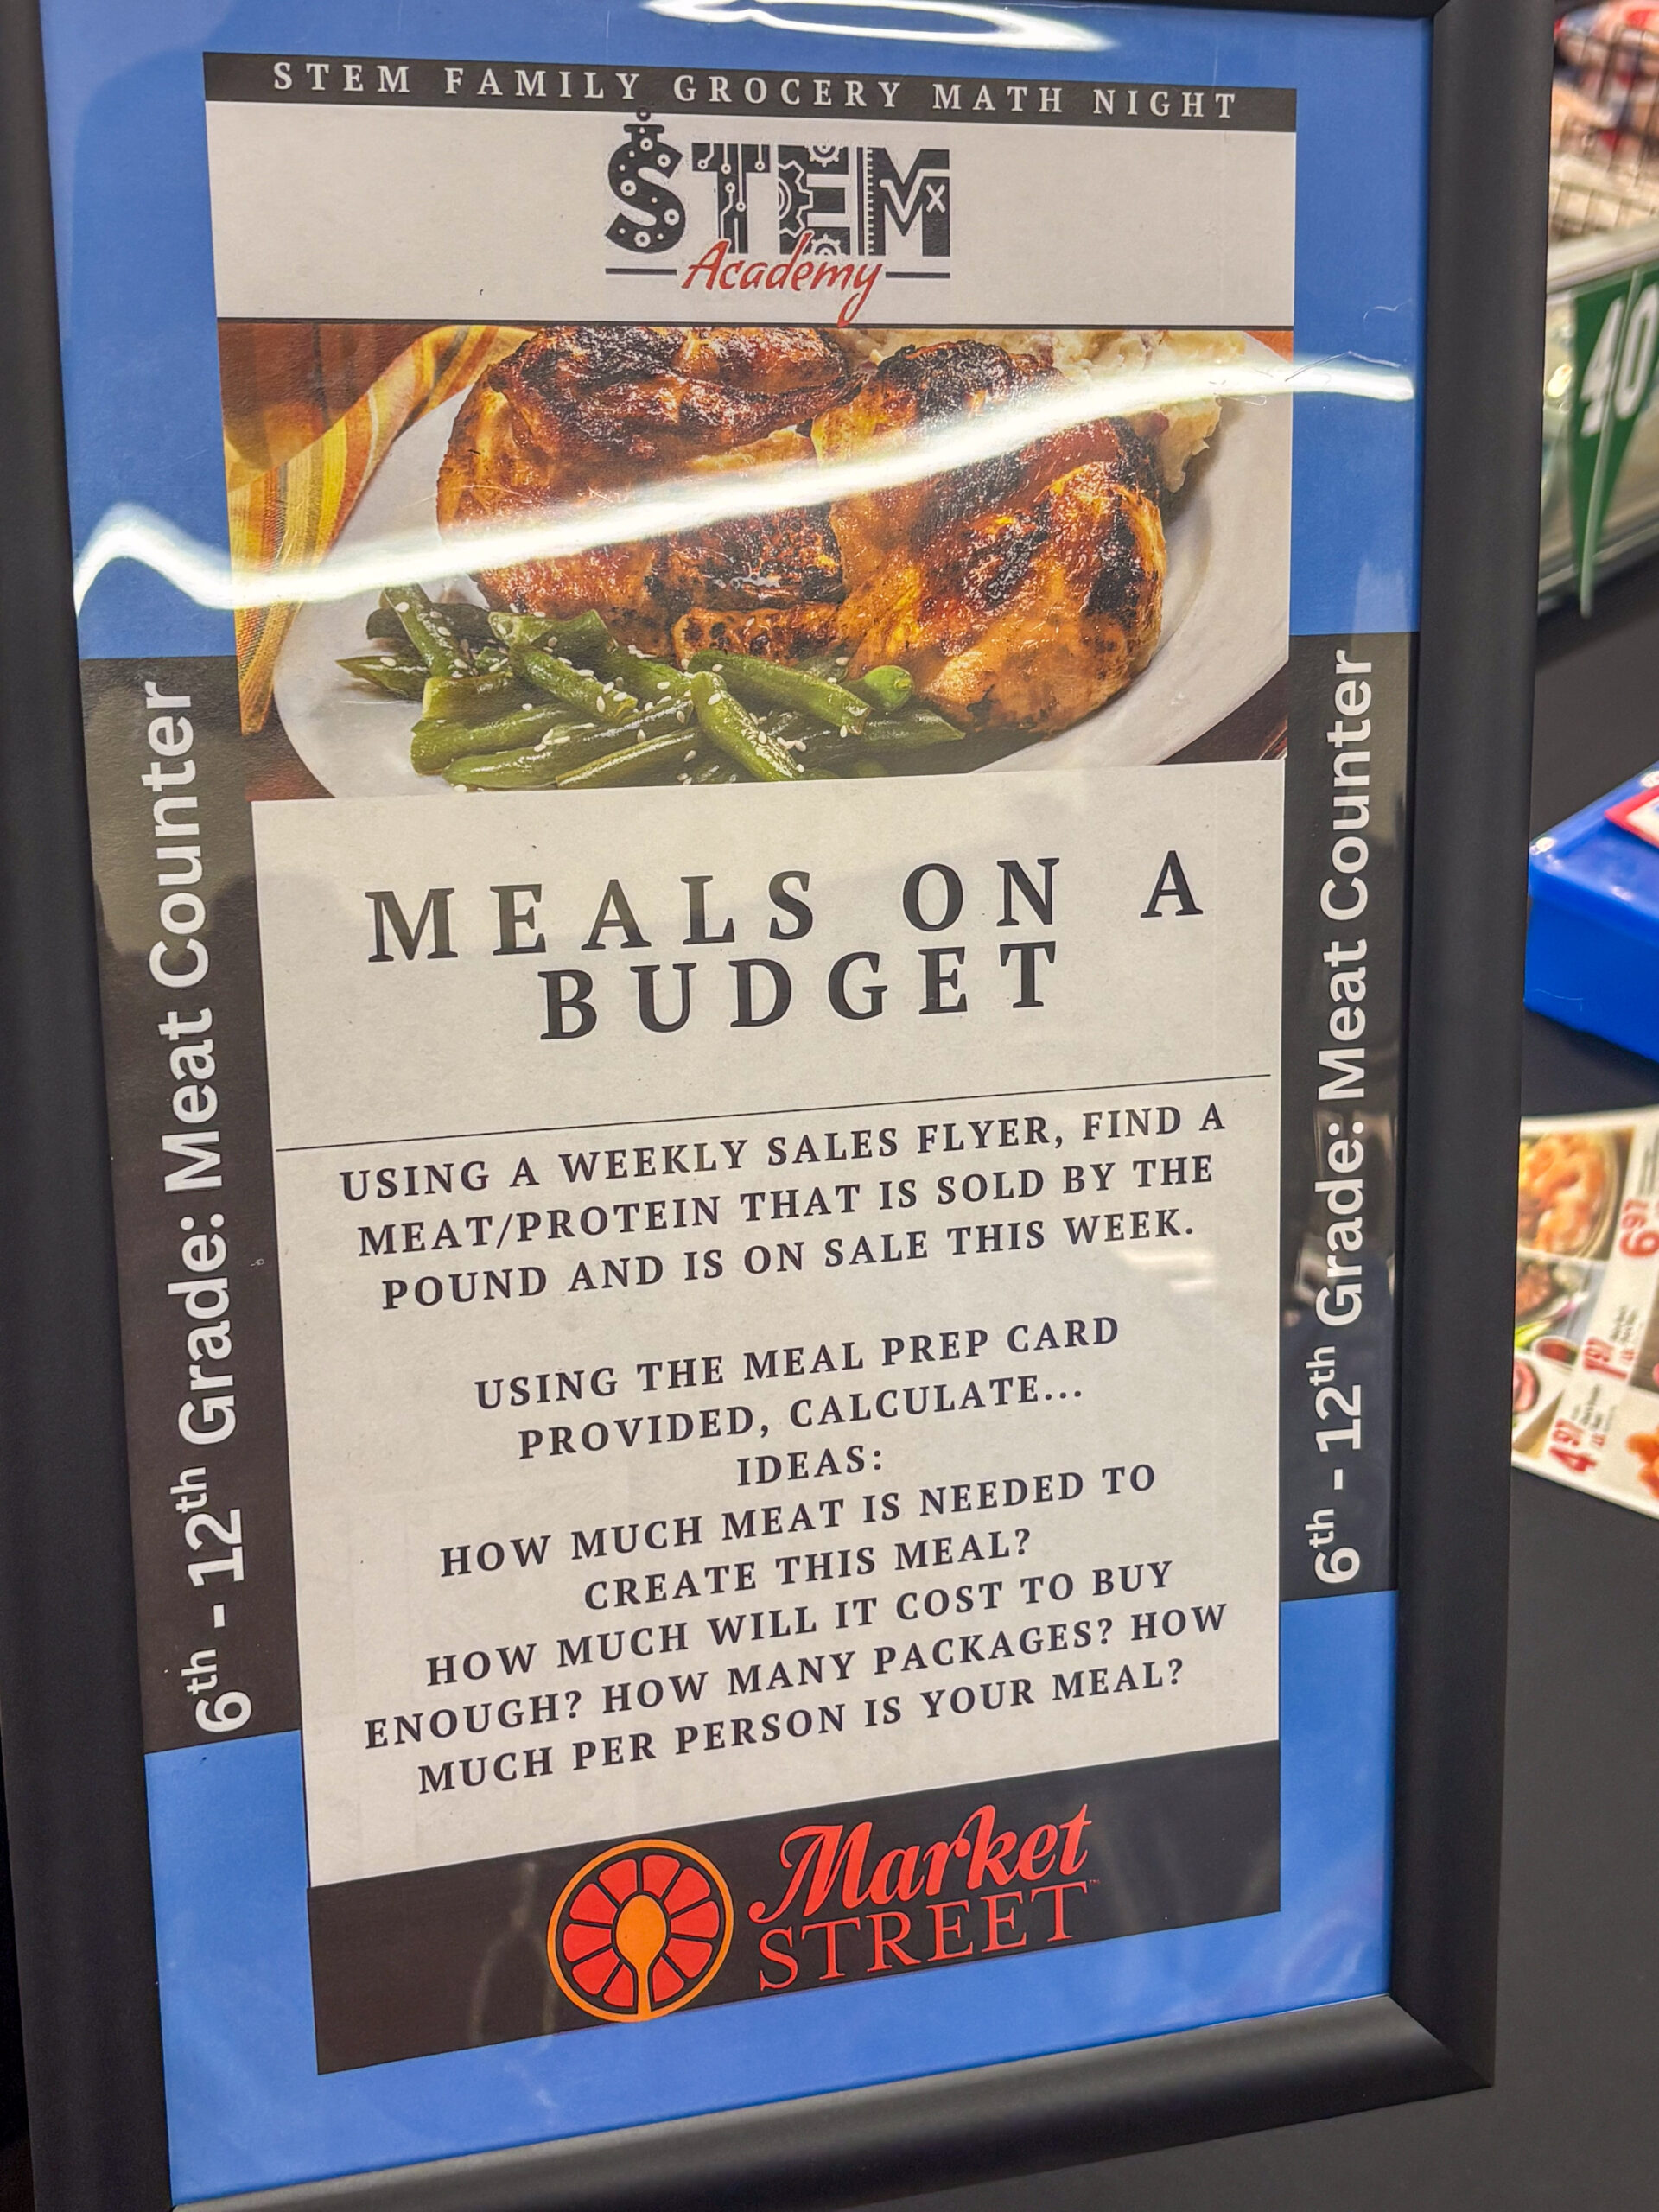 STEM FAMILY GROCERY MATH NIGHT
STEM
Academy
MEALS ON A
BUDGET
USING A WEEKLY SALES FLYER, FIND A
MEAT/PROTEIN THAT IS SOLD BY THE
POUND AND IS ON SALE THIS WEEK.
USING THE MEAL PREP CARD
PROVIDED, CALCULATE...
IDEAS:
HOW MUCH MEAT IS NEEDED TO
CREATE THIS MEAL?
HOW MUCH WILL IT COST TO BUY
ENOUGH? HOW MANY PACKAGES? HOW
MUCH PER PERSON IS YOUR MEAL?
Market
STREET
6th - 12th Grade: Meat Counter
6th - 12th Grade: Meat Counter
40
697
197
497